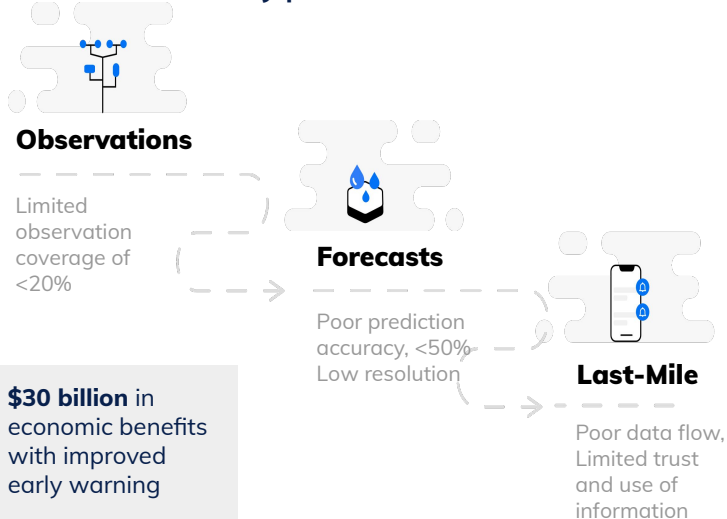 Observations
Limited
observation
coverage of
<20%
Forecasts
Poor prediction
accuracy, <50%
Low resolution
Last-Mile
Poor data flow,
Limited trust
and use of
information
$30 billion in
economic benefits
with improved
early warning